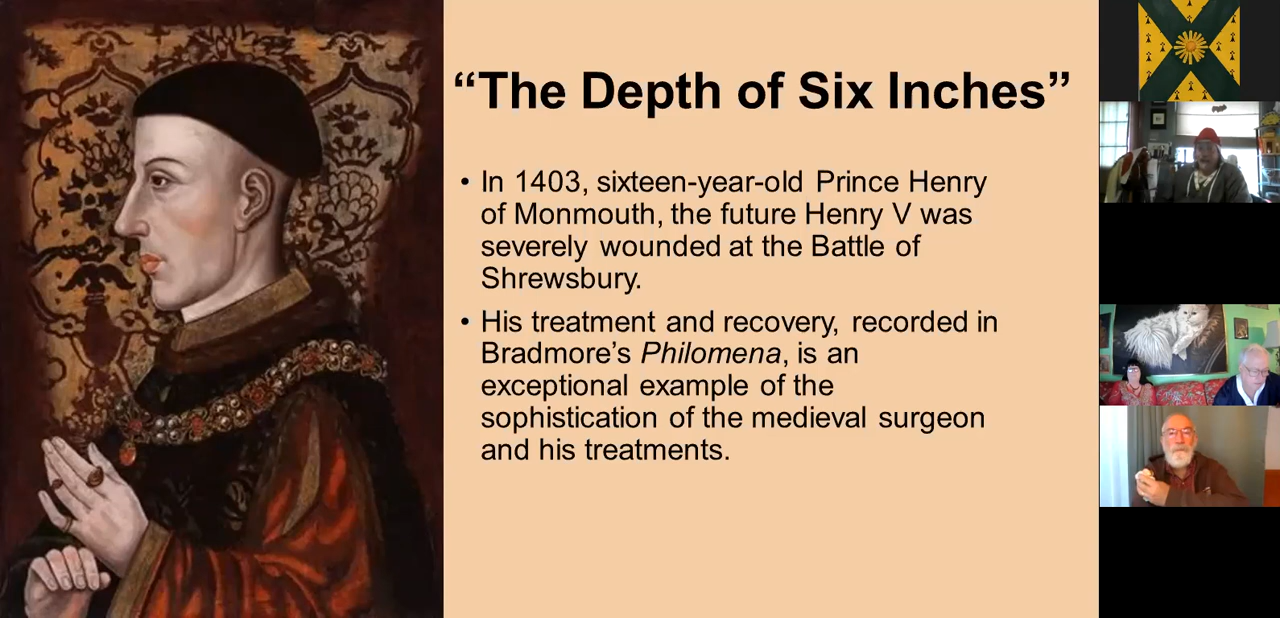 “The Depth of Six Inches”
• In 1403, sixteen-year-old Prince Henry
of Monmouth, the future Henry V was
severely wounded at the Battle of
Shrewsbury.
• His treatment and recovery, recorded in
Bradmore’s Philomena, is an
exceptional example of the
sophistication of the medieval surgeon
and his treatments.